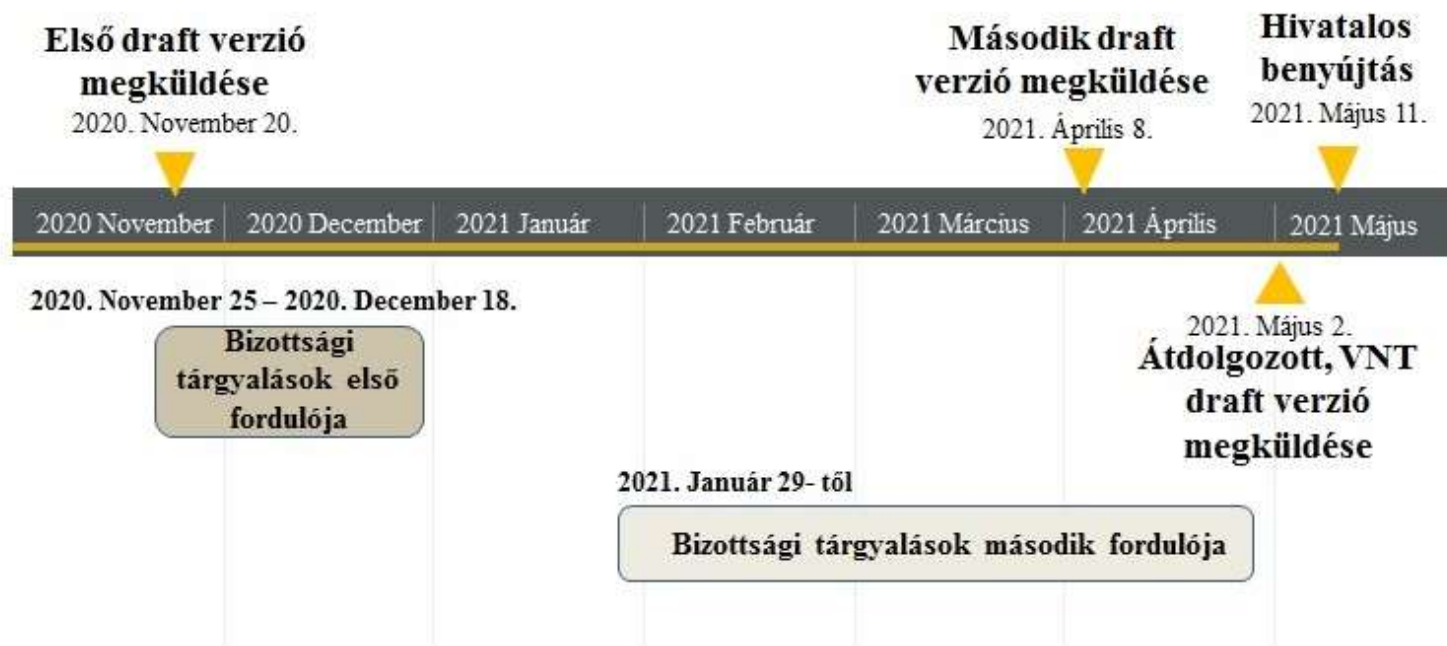 Első draft verzió
megküldése
2020. November 20.
Második draft
verzió megküldése
2021. Április 8.
Hivatalos
benyújtás
2021. Május 11.
2020 November
2020 December
2021 Január
2021 Február
2021 Március
2021 Április
2021 Május
2020. November 25 – 2020. December 18.
Bizottsági
tárgyalások első
fordulója
2021. Május 2.
Átdolgozott, VNT
draft verzió
megküldése
2021. Január 29- től
Bizottsági tárgyalások második fordulója